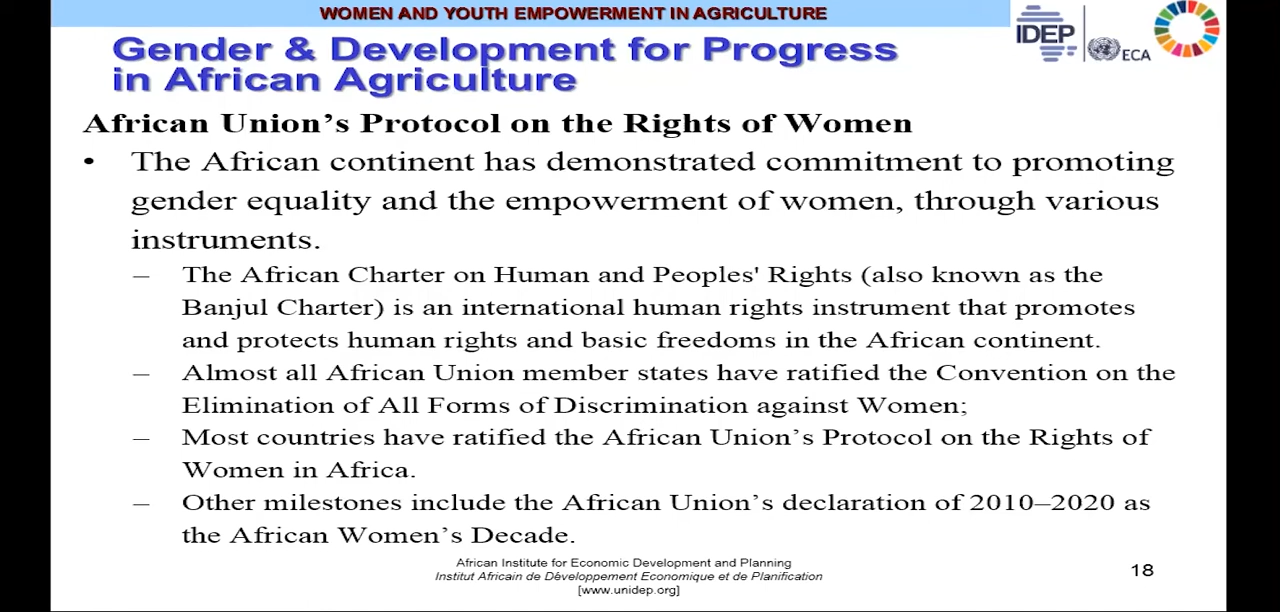 WOMEN AND YOUTH EMPOWERMENT IN AGRICULTURE
Gender & Development for Progress
in African Agriculture
IDEP
ECA
African Union’s Protocol on the Rights of Women
• The African continent has demonstrated commitment to promoting
gender equality and the empowerment of women, through various
instruments.
– The African Charter on Human and Peoples' Rights (also known as the
Banjul Charter) is an international human rights instrument that promotes
and protects human rights and basic freedoms in the African continent.
– Almost all African Union member states have ratified the Convention on the
Elimination of All Forms of Discrimination against Women;
– Most countries have ratified the African Union’s Protocol on the Rights of
Women in Africa.
– Other milestones include the African Union’s declaration of 2010–2020 as
the African Women’s Decade.
African Institute for Economic Development and Planning
Institut Africain de Développement Economique et de Planification
[www.unidep.org]
18